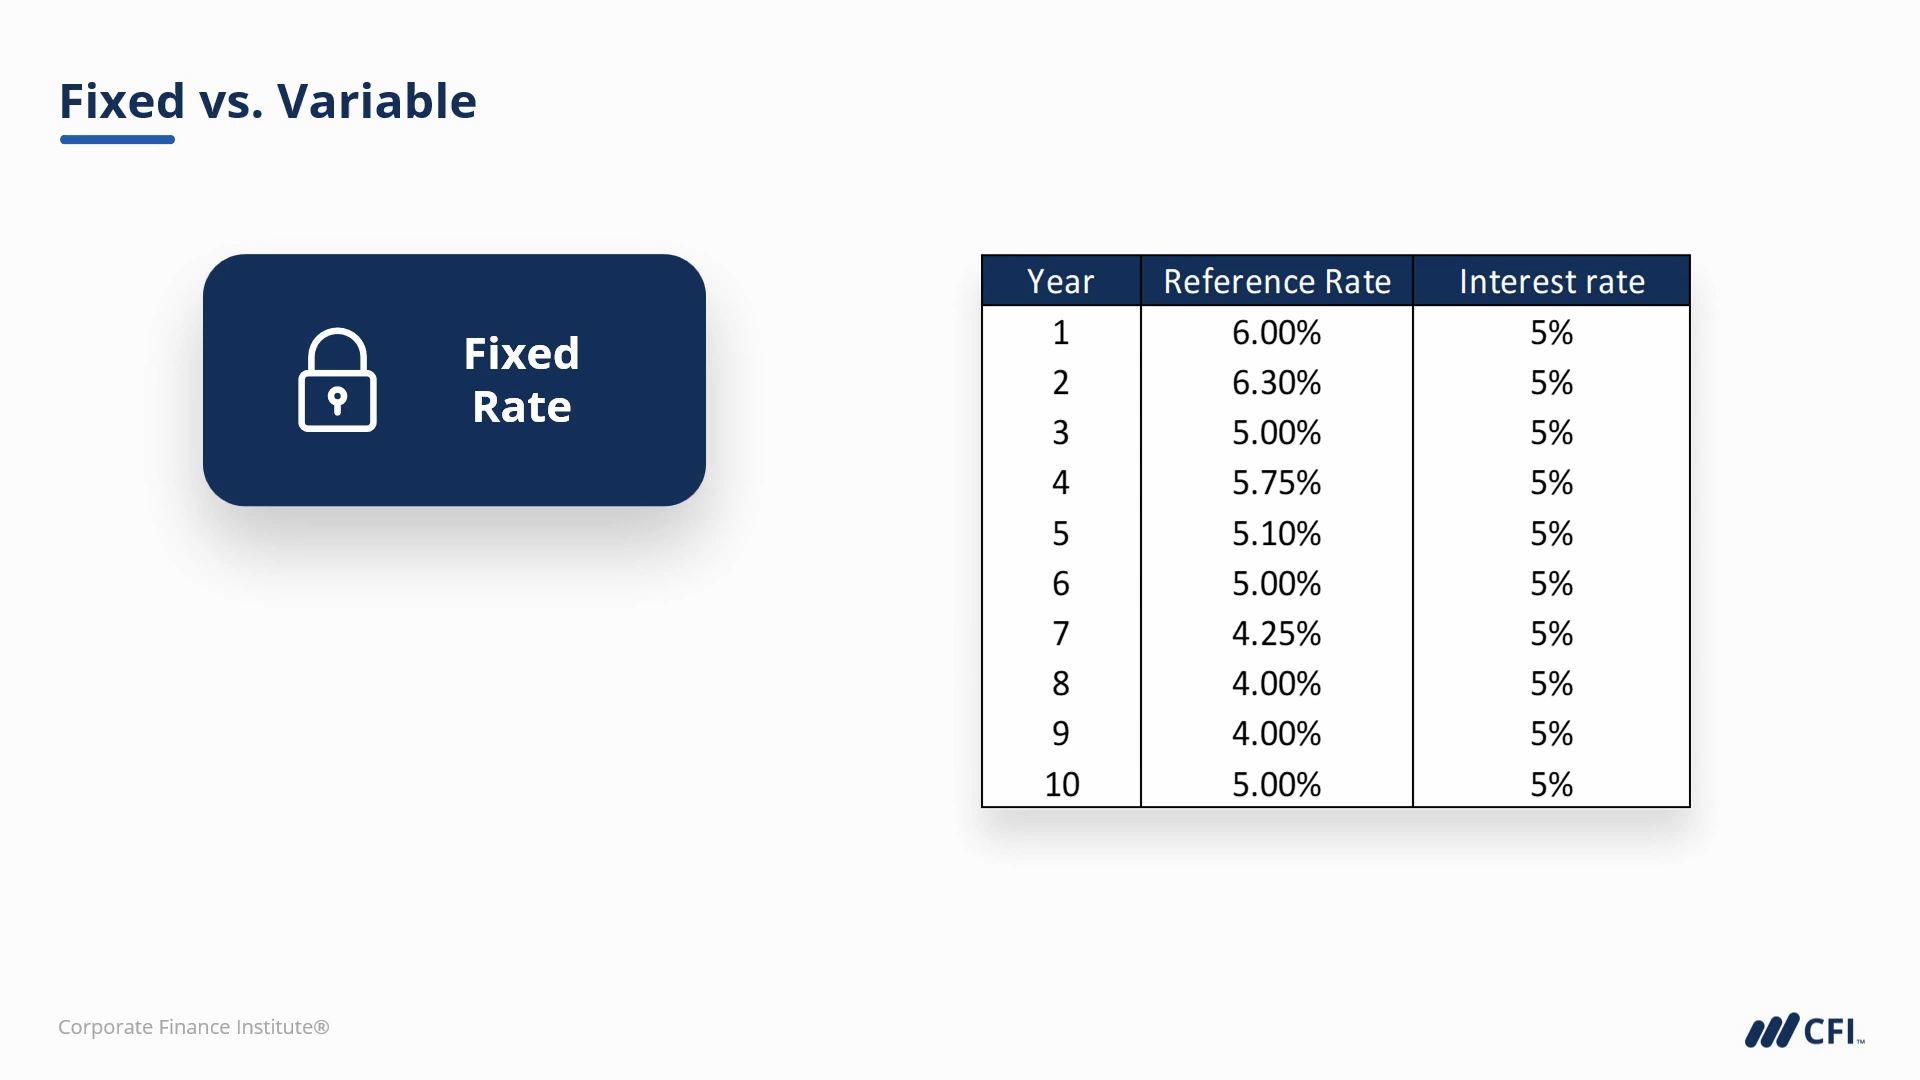 Fixed vs. Variable
Fixed
Rate
Year Reference Rate Interest rate
1 6.00% 5%
2 6.30% 5%
3 5.00% 5%
4 5.75% 5%
5 5.10% 5%
6 5.00% 5%
7 4.25% 5%
8 4.00% 5%
9 4.00% 5%
10 5.00% 5%
Corporate Finance Institute®
CFI™